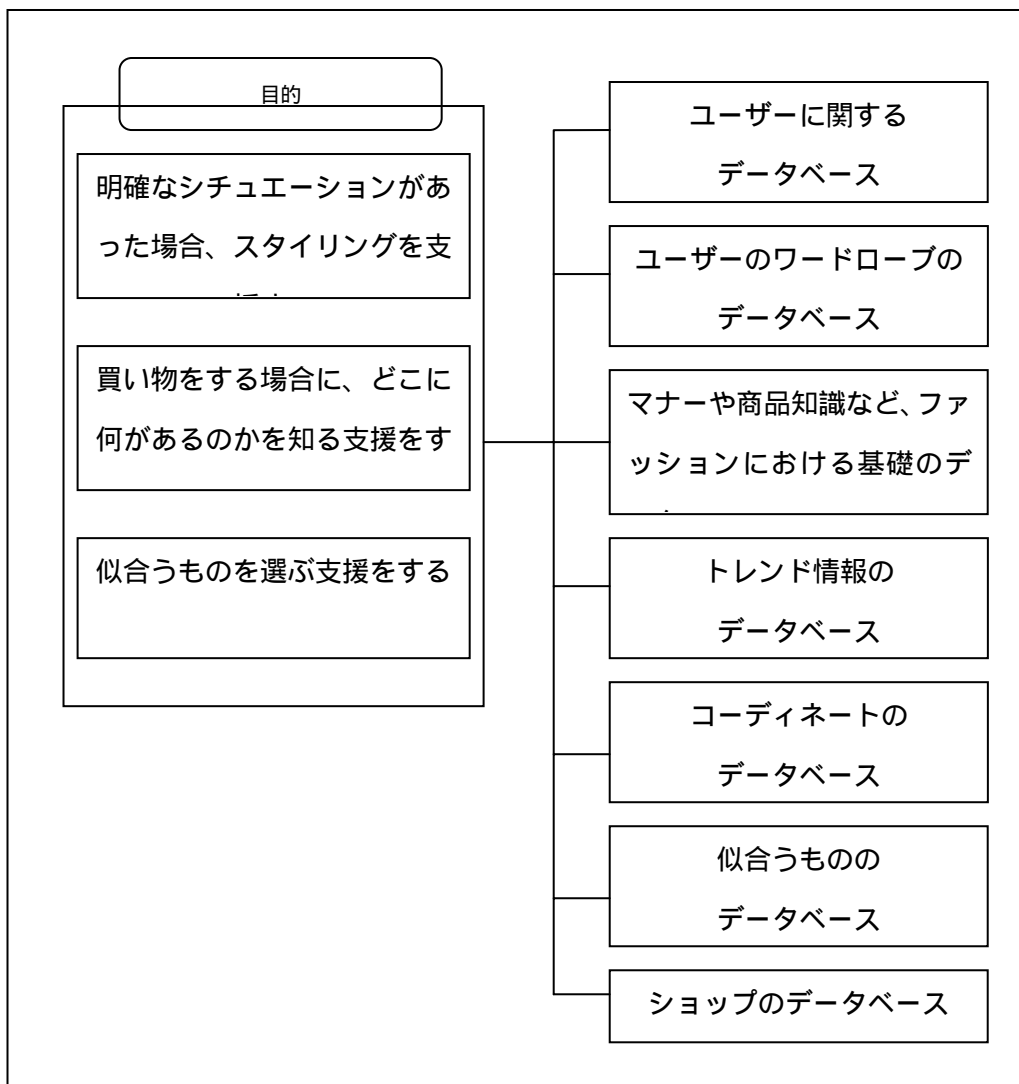 目的
明確なシチュエーションがあ
った場合、スタイリングを支
買い物をする場合に、どこに
何があるのかを知る支援をす
似合うものを選ぶ支援をする
ユーザーに関する
データベース
ユーザーのワードローブの
データベース
マナーや商品知識など、ファ
ッションにおける基礎のデ
トレンド情報の
データベース
コーディネートの
データベース
似合うものの
データベース
ショップのデータベース